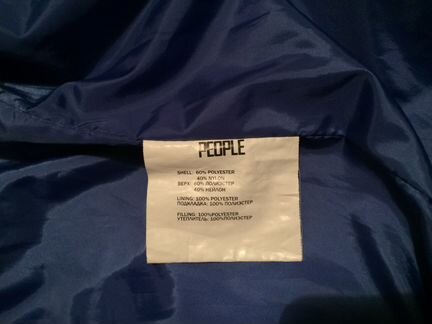 PEOPLE
SHELL: 60% POLYESTER
40% NYLON
ВЕРХ: 60% ПОЛИЭСТЕР
40% НЕЙЛОН
LINING: 100% POLYESTER
ПОДКЛАДКА: 100% ПОЛИЭСТЕР
FILLING: 100%POLYESTER
УТЕПЛИТЕЛЬ: 100%ПОЛИЭСТЕР